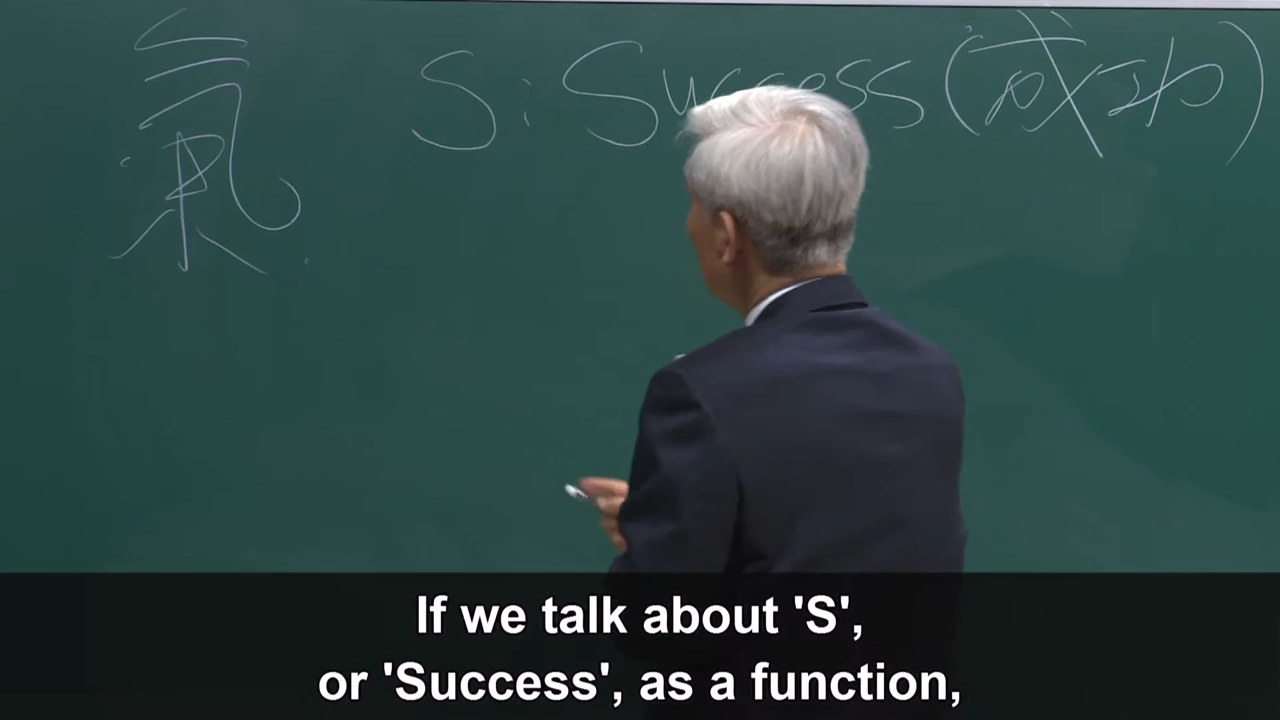 氣
S: Success (成功)
If we talk about 'S',
or 'Success', as a function,